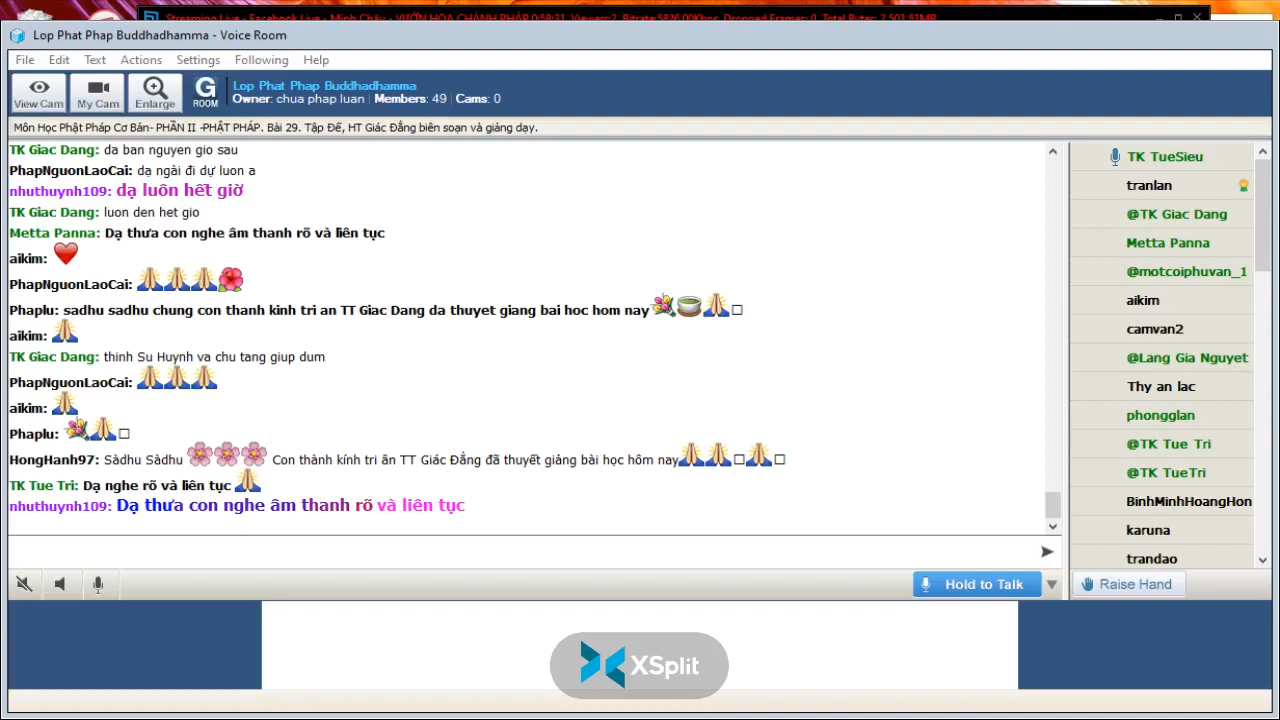 Streaming Live - Facebook Live - Minh Châu - VƯỜN HOA CHÁNH PHÁP 0:58:31, Viewers:2, Bitrate:5826.00Kbps, Dropped Frames: 0, Total Bytes: 2,501.61MB
Lop Phat Phap Buddhadhamma - Voice Room
File Edit Text Actions Settings Following Help
View Cam My Cam Enlarge G ROOM
Lop Phat Phap Buddhadhamma
Owner: chua phap luan | Members: 49 | Cams: 0
Môn Học Phật Pháp Cơ Bản- PHẦN II -PHẬT PHÁP. Bài 29. Tập Đế, HT Giác Đẳng biên soạn và giảng dạy.
TK Giac Dang: da ban nguyen gio sau
PhapNguonLaoCai: dạ ngài đi dự luon a
nhuthuynh109: dạ luôn hết giờ
TK Giac Dang: luon den het gio
Metta Panna: Dạ thưa con nghe âm thanh rõ và liên tục
aikim:
PhapNguonLaoCai:
Phaplu: sadhu sadhu chung con thanh kinh tri an TT Giac Dang da thuyet giang bai hoc hom nay
aikim:
TK Giac Dang: thinh Su Huynh va chu tang giup dum
PhapNguonLaoCai:
aikim:
Phaplu:
HongHanh97: Sàdhu Sàdhu Con thành kính tri ân TT Giác Đẳng đã thuyết giảng bài học hôm nay
TK Tue Tri: Dạ nghe rõ và liên tục
nhuthuynh109: Dạ thưa con nghe âm thanh rõ và liên tục
Hold to Talk
TK TueSieu
tranlan
@TK Giac Dang
Metta Panna
@motcoiphuvan_1
aikim
camvan2
@Lang Gia Nguyet
Thy an lac
phongglan
@TK Tue Tri
@TK TueTri
BinhMinhHoangHon
karuna
trandao
Raise Hand
XSplit